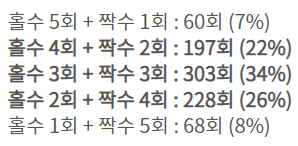 홀수 5회 + 짝수 1회 : 60회 (7%)
홀수 4회 + 짝수 2회 : 197회 (22%)
홀수 3회 + 짝수 3회 : 303회 (34%)
홀수 2회 + 짝수 4회 : 228회 (26%)
홀수 1회 + 짝수 5회 : 68회 (8%)